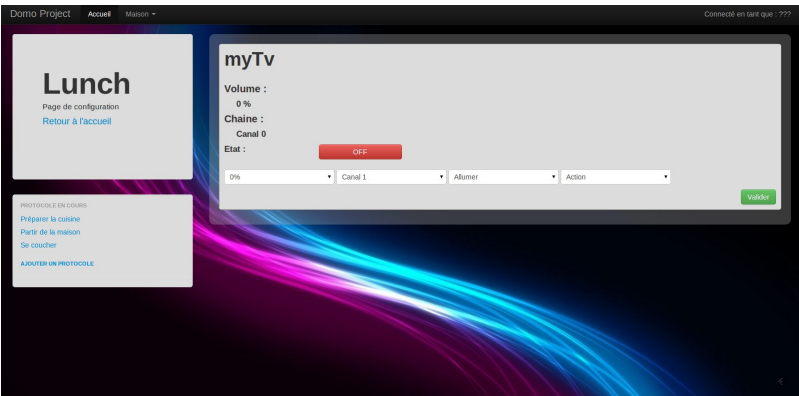 Domo Project Accueil Maison
Connecté en tant que : ???
Lunch
Page de configuration
Retour à l'accueil
PROTOCOLE EN COURS
Préparer la cuisine
Partir de la maison
Se coucher
AJOUTER UN PROTOCOLE
myTv
Volume :
0 %
Chaine :
Canal 0
Etat : OFF
0% Canal 1 Allumer Action
Valider